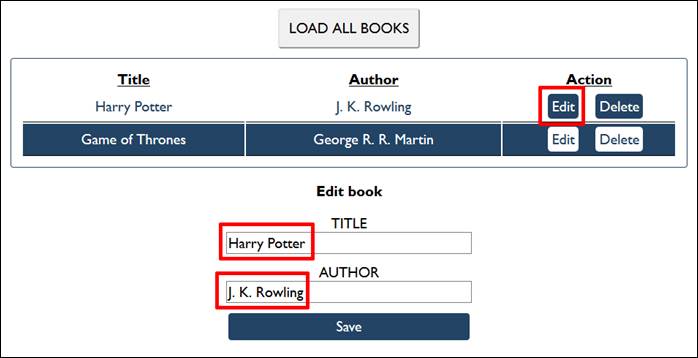 LOAD ALL BOOKS
Title Author Action
Harry Potter J. K. Rowling Edit Delete
Game of Thrones George R. R. Martin Edit Delete
Edit book
TITLE
Harry Potter
AUTHOR
J. K. Rowling
Save